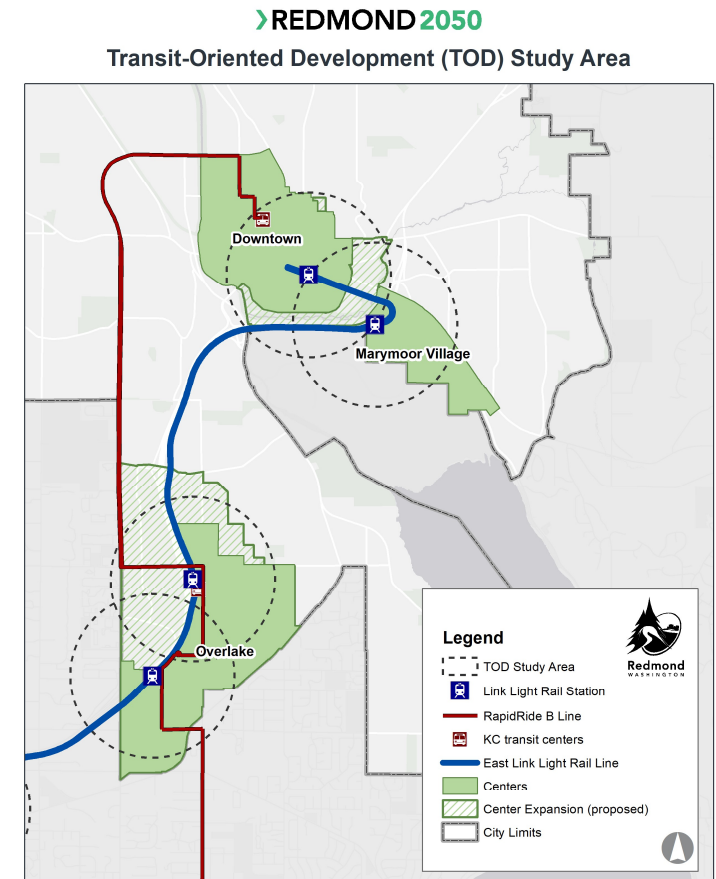 REDMOND 2050
Transit-Oriented Development (TOD) Study Area
Downtown
Marymoor Village
Overlake
Legend
TOD Study Area
Link Light Rail Station
RapidRide B Line
KC transit centers
East Link Light Rail Line
Centers
Center Expansion (proposed)
City Limits
Redmond
WASHINGTON